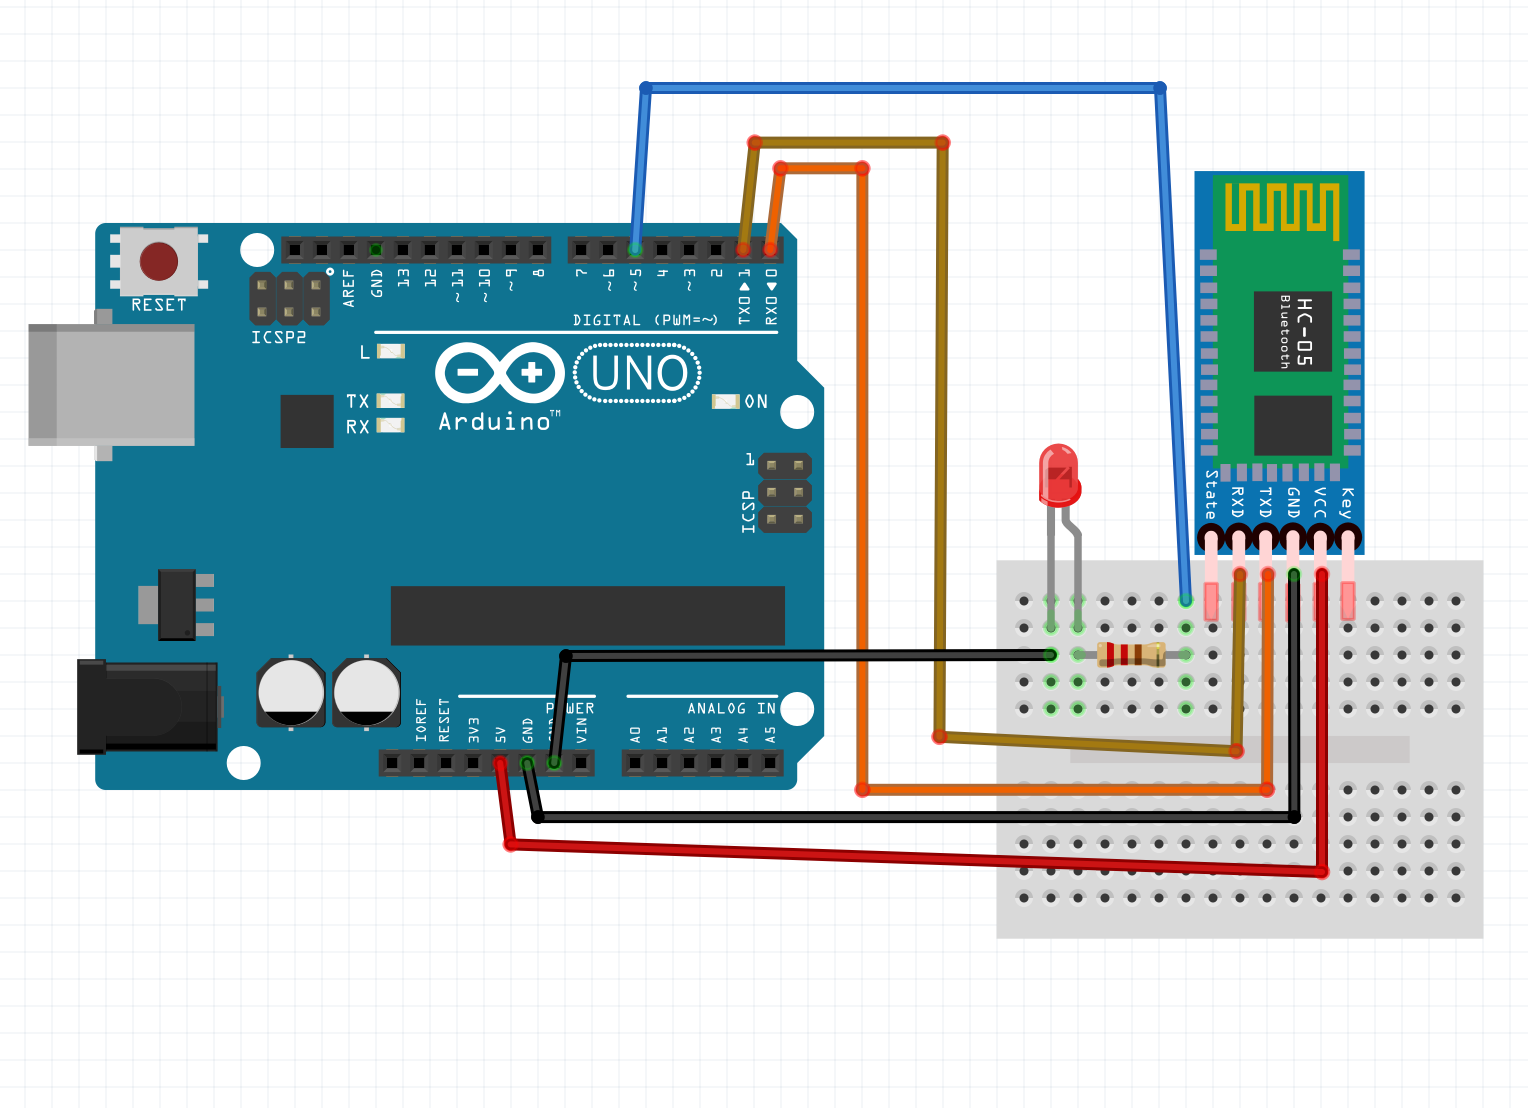 RESET
ICSP2
AREF
GND
13
12
~11
~10
~9
8
7
~6
~5
4
~3
2
TX0▶1
RX0◀0
DIGITAL (PWM=~)
L
TX
RX
Arduino™
UNO
ON
1
ICSP
HC-05
Bluetooth
State
RXD
TXD
GND
VCC
Key
POWER
ANALOG IN
IOREF
RESET
3V3
5V
GND
VIN
A0
A1
A2
A3
A4
A5